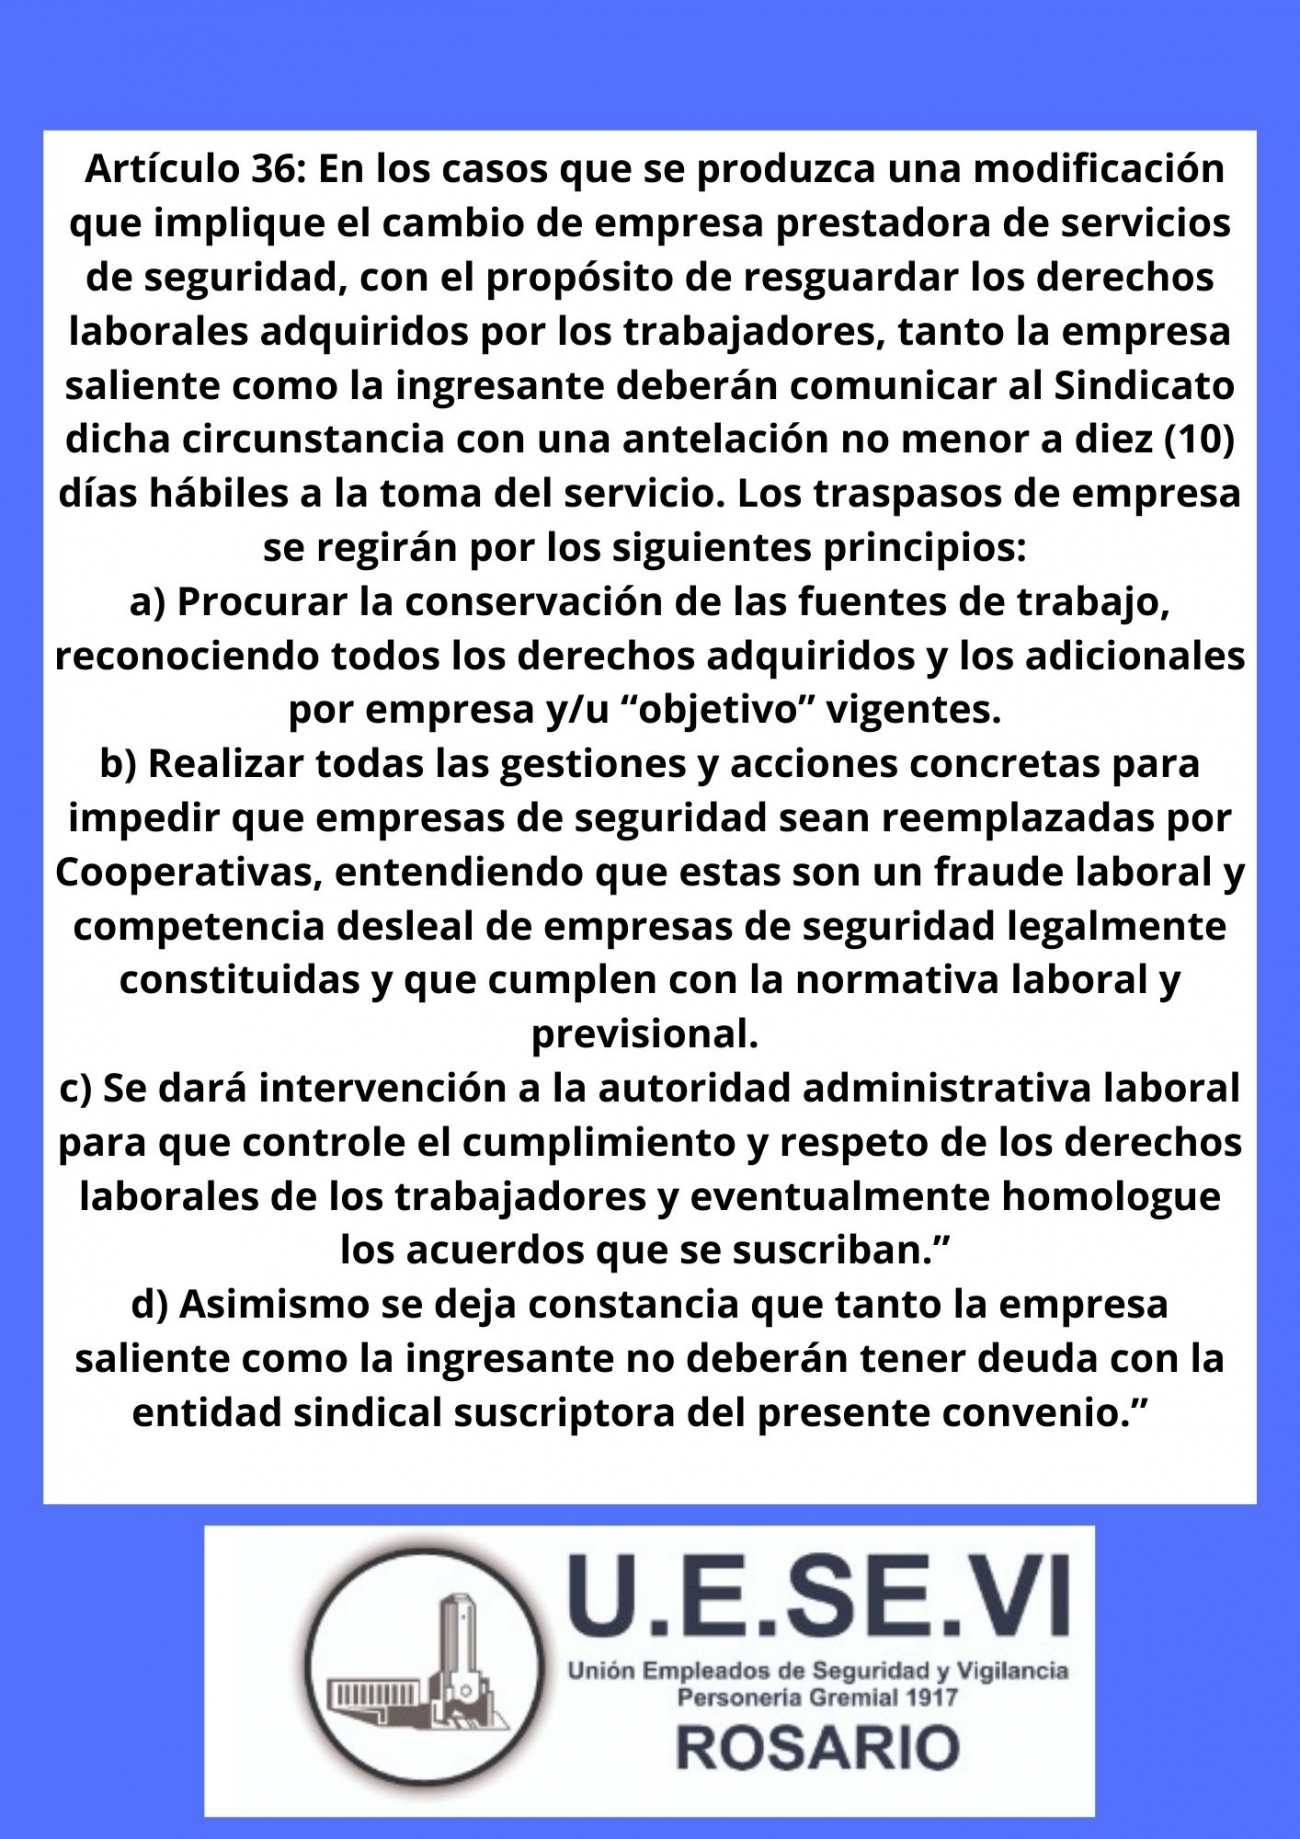 Artículo 36: En los casos que se produzca una modificación
que implique el cambio de empresa prestadora de servicios
de seguridad, con el propósito de resguardar los derechos
laborales adquiridos por los trabajadores, tanto la empresa
saliente como la ingresante deberán comunicar al Sindicato
dicha circunstancia con una antelación no menor a diez (10)
días hábiles a la toma del servicio. Los traspasos de empresa
se regirán por los siguientes principios:
a) Procurar la conservación de las fuentes de trabajo,
reconociendo todos los derechos adquiridos y los adicionales
por empresa y/u “objetivo” vigentes.
b) Realizar todas las gestiones y acciones concretas para
impedir que empresas de seguridad sean reemplazadas por
Cooperativas, entendiendo que estas son un fraude laboral y
competencia desleal de empresas de seguridad legalmente
constituidas y que cumplen con la normativa laboral y
previsional.
c) Se dará intervención a la autoridad administrativa laboral
para que controle el cumplimiento y respeto de los derechos
laborales de los trabajadores y eventualmente homologue
los acuerdos que se suscriban.”
d) Asimismo se deja constancia que tanto la empresa
saliente como la ingresante no deberán tener deuda con la
entidad sindical suscriptora del presente convenio.”
U.E.SE.VI
Unión Empleados de Seguridad y Vigilancia
Personería Gremial 1917
ROSARIO